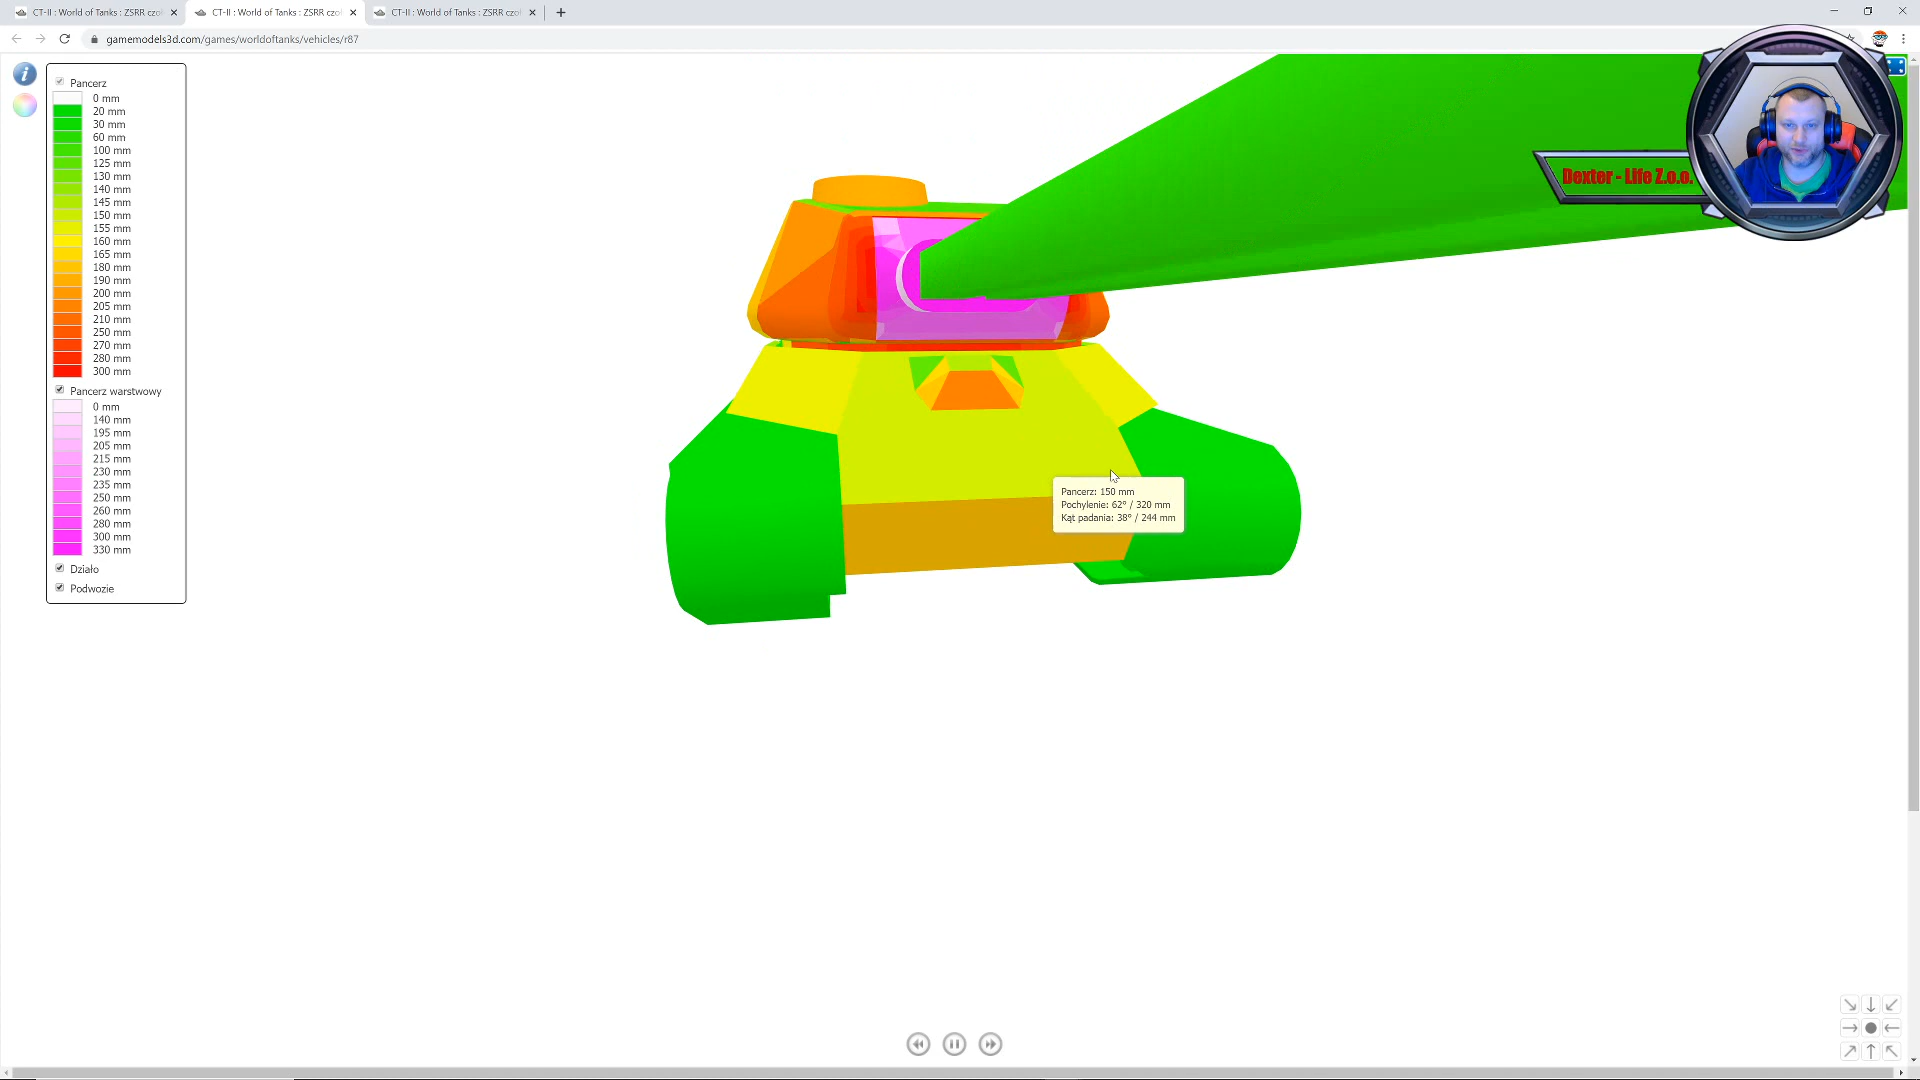 CT-II : World of Tanks : ZSRR czoł
CT-II : World of Tanks : ZSRR czoł
CT-II : World of Tanks : ZSRR czoł
gamemodels3d.com/games/worldoftanks/vehicles/r87
Pancerz
0 mm
20 mm
30 mm
60 mm
100 mm
125 mm
130 mm
140 mm
145 mm
150 mm
155 mm
160 mm
165 mm
180 mm
190 mm
200 mm
205 mm
210 mm
250 mm
270 mm
280 mm
300 mm
Pancerz warstwowy
0 mm
140 mm
195 mm
205 mm
215 mm
230 mm
235 mm
250 mm
260 mm
280 mm
300 mm
330 mm
Działo
Podwozie
Dexter - Life Z.o.o.
Pancerz: 150 mm
Pochylenie: 62° / 320 mm
Kąt padania: 38° / 244 mm